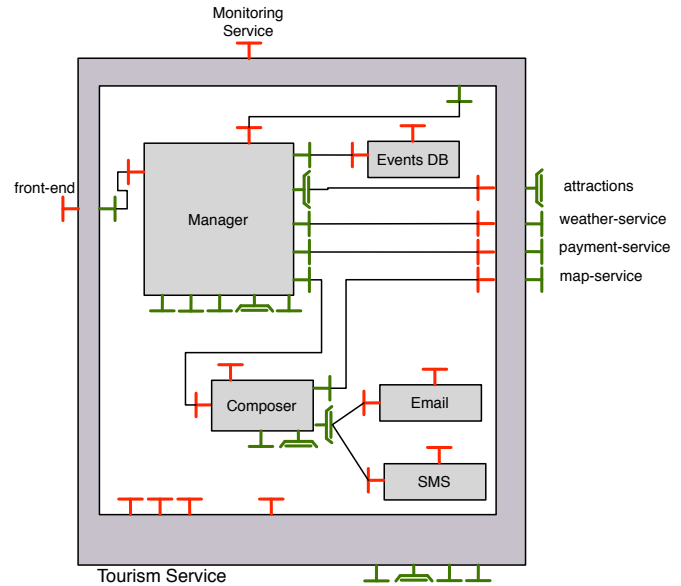 Monitoring
Service
Events DB
front-end
attractions
Manager
weather-service
payment-service
map-service
Composer
Email
SMS
Tourism Service